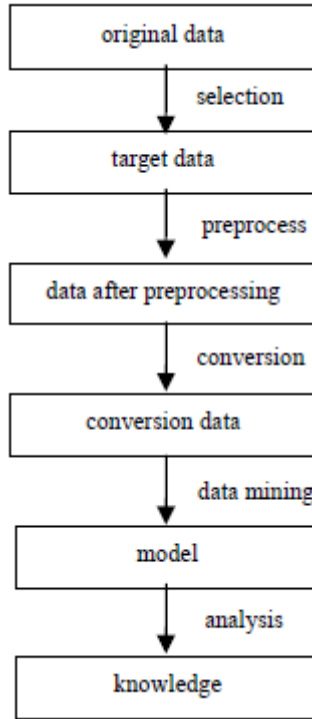 original data
selection
target data
preprocess
data after preprocessing
conversion
conversion data
data mining
model
analysis
knowledge